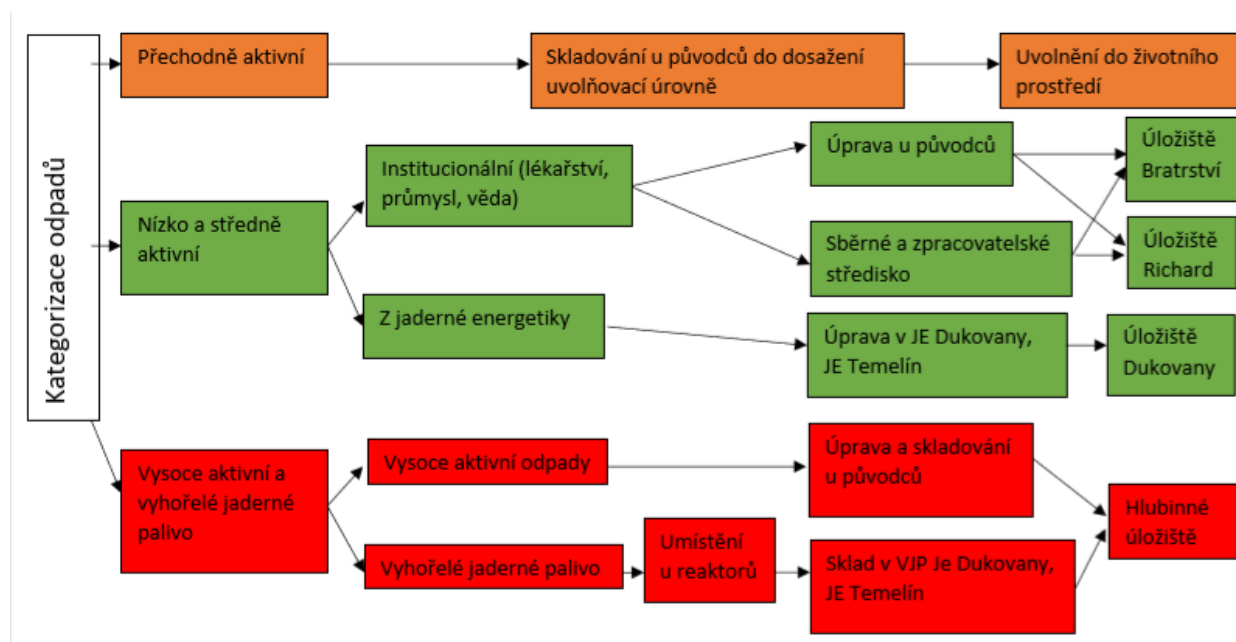 Kategorizace odpadů
Přechodně aktivní
Skladování u původců do dosažení
uvolňovací úrovně
Uvolnění do životního
prostředí
Nízko a středně
aktivní
Institucionální (lékařství,
průmysl, věda)
Úprava u původců
Úložiště
Bratrství
Sběrné a zpracovatelské
středisko
Úložiště
Richard
Z jaderné energetiky
Úprava v JE Dukovany,
JE Temelín
Úložiště
Dukovany
Vysoce aktivní a
vyhořelé jaderné
palivo
Vysoce aktivní odpady
Úprava a skladování
u původců
Vyhořelé jaderné palivo
Umístění
u reaktorů
Sklad v VJP Je Dukovany,
JE Temelín
Hlubinné
úložiště